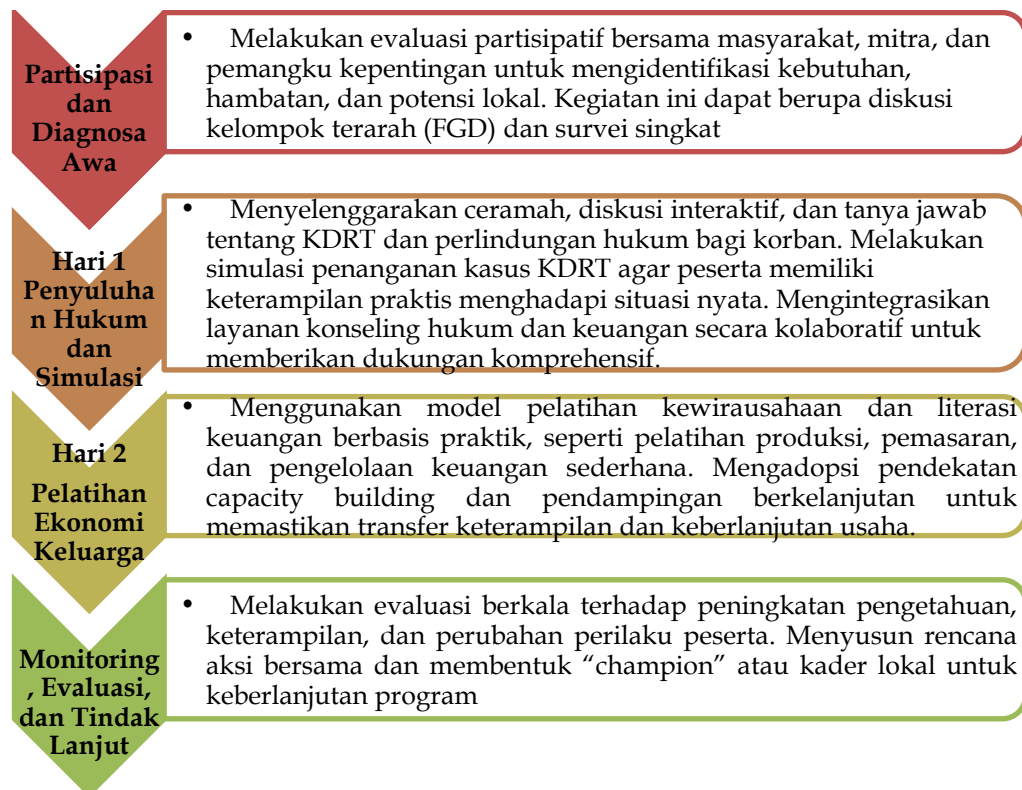 Partisipasi
dan
Diagnosa
Awa
• Melakukan evaluasi partisipatif bersama masyarakat, mitra, dan
pemangku kepentingan untuk mengidentifikasi kebutuhan,
hambatan, dan potensi lokal. Kegiatan ini dapat berupa diskusi
kelompok terarah (FGD) dan survei singkat
Hari 1
Penyuluha
n Hukum
dan
Simulasi
• Menyelenggarakan ceramah, diskusi interaktif, dan tanya jawab
tentang KDRT dan perlindungan hukum bagi korban. Melakukan
simulasi penanganan kasus KDRT agar peserta memiliki
keterampilan praktis menghadapi situasi nyata. Mengintegrasikan
layanan konseling hukum dan keuangan secara kolaboratif untuk
memberikan dukungan komprehensif.
Hari 2
Pelatihan
Ekonomi
Keluarga
• Menggunakan model pelatihan kewirausahaan dan literasi
keuangan berbasis praktik, seperti pelatihan produksi, pemasaran,
dan pengelolaan keuangan sederhana. Mengadopsi pendekatan
capacity building dan pendampingan berkelanjutan untuk
memastikan transfer keterampilan dan keberlanjutan usaha.
Monitoring
, Evaluasi,
dan Tindak
Lanjut
• Melakukan evaluasi berkala terhadap peningkatan pengetahuan,
keterampilan, dan perubahan perilaku peserta. Menyusun rencana
aksi bersama dan membentuk “champion” atau kader lokal untuk
keberlanjutan program